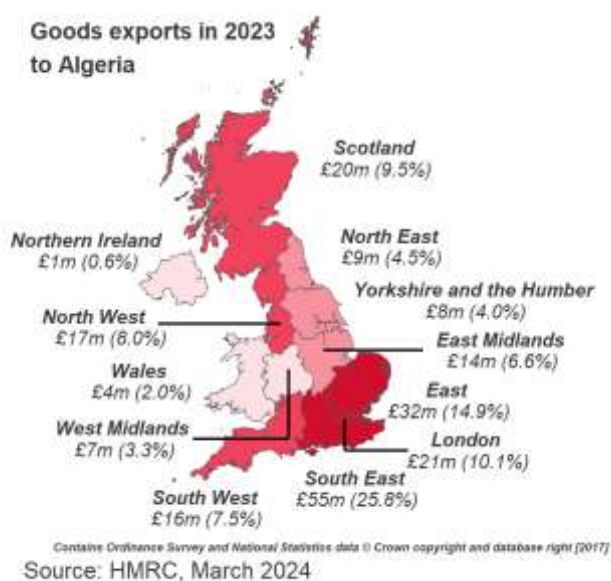 Goods exports in 2023
to Algeria
Scotland
£20m (9.5%)
Northern Ireland
£1m (0.6%)
North East
£9m (4.5%)
Yorkshire and the Humber
£8m (4.0%)
North West
£17m (8.0%)
East Midlands
£14m (6.6%)
Wales
£4m (2.0%)
East
£32m (14.9%)
West Midlands
£7m (3.3%)
London
£21m (10.1%)
South East
£55m (25.8%)
South West
£16m (7.5%)
Contains Ordinance Survey and National Statistics data © Crown copyright and database right [2017]
Source: HMRC, March 2024